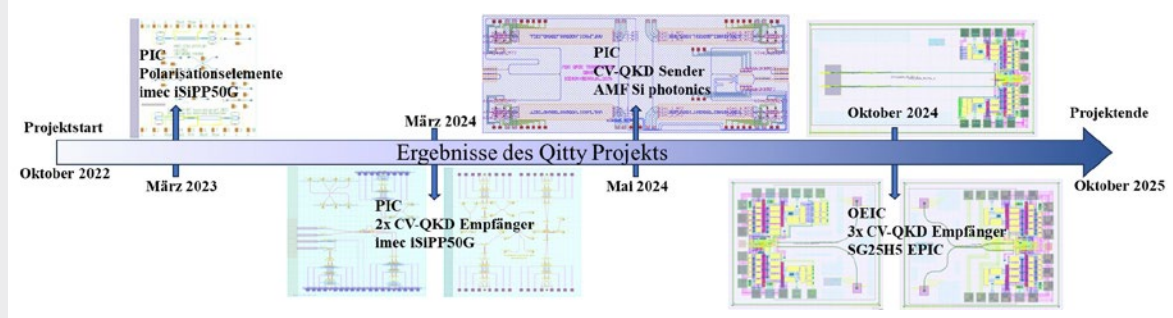 PIC
Polarisationselemente
imec iSiPP50G
PIC
CV-QKD Sender
AMF Si photonics
März 2024
Oktober 2024
Projektstart
Projektende
Ergebnisse des Qitty Projekts
Oktober 2022
März 2023
Mai 2024
Oktober 2025
PIC
2x CV-QKD Empfänger
imec iSiPP50G
OEIC
3x CV-QKD Empfänger
SG25H5 EPIC